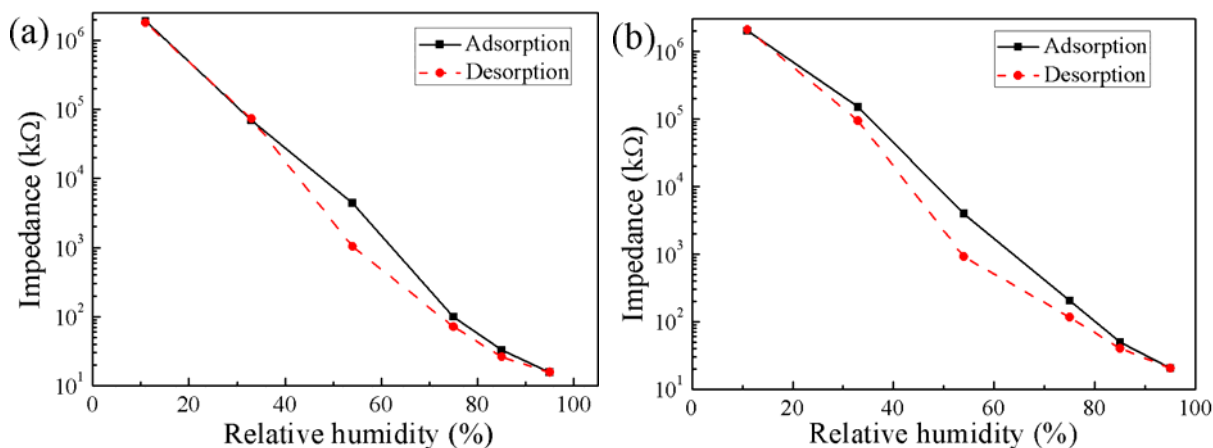 (a)
Adsorption
Desorption
Impedance (kΩ)
10^6
10^5
10^4
10^3
10^2
10^1
0
20
40
60
80
100
Relative humidity (%)
(b)
Adsorption
Desorption
Impedance (kΩ)
10^6
10^5
10^4
10^3
10^2
10^1
0
20
40
60
80
100
Relative humidity (%)